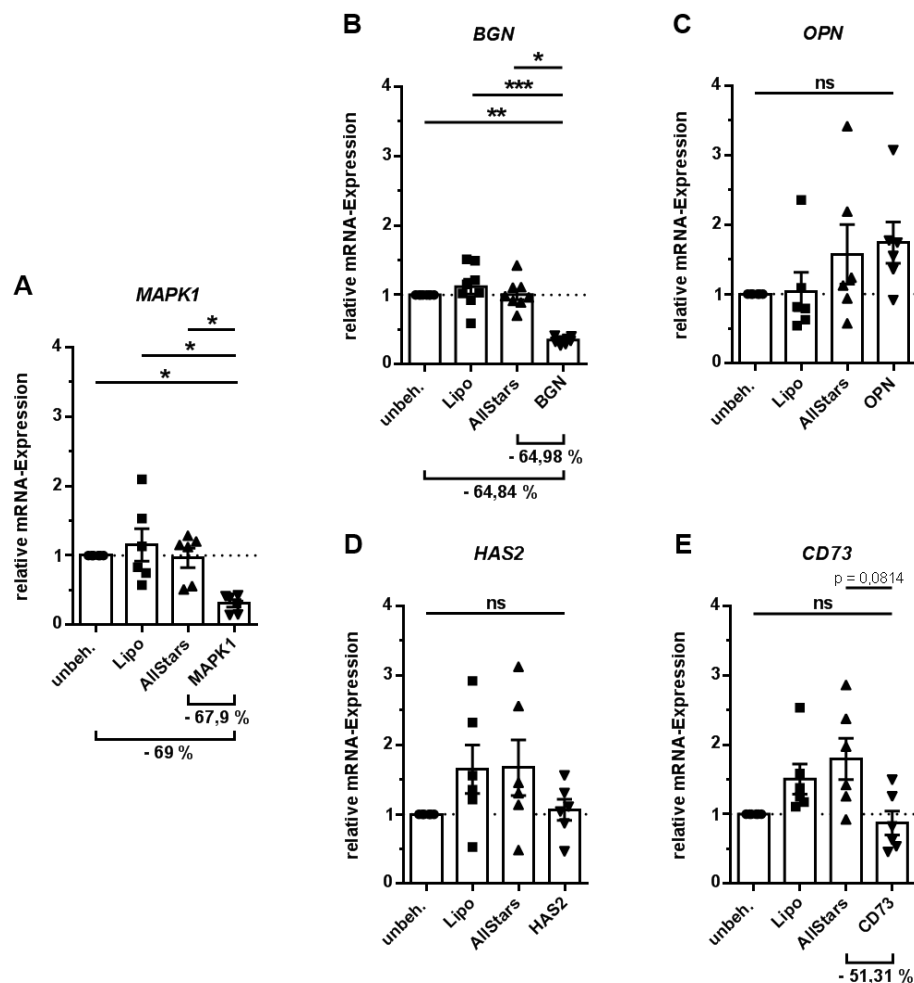 A
MAPK1
relative mRNA-Expression
4
3
2
1
0
*
*
*
unbeh.
Lipo
AllStars
MAPK1
- 67,9 %
- 69 %
B
BGN
relative mRNA-Expression
4
3
2
1
0
*
***
**
unbeh.
Lipo
AllStars
BGN
- 64,98 %
- 64,84 %
C
OPN
relative mRNA-Expression
4
3
2
1
0
ns
unbeh.
Lipo
AllStars
OPN
D
HAS2
relative mRNA-Expression
4
3
2
1
0
ns
unbeh.
Lipo
AllStars
HAS2
E
CD73
relative mRNA-Expression
4
3
2
1
0
p = 0,0814
ns
unbeh.
Lipo
AllStars
CD73
- 51,31 %